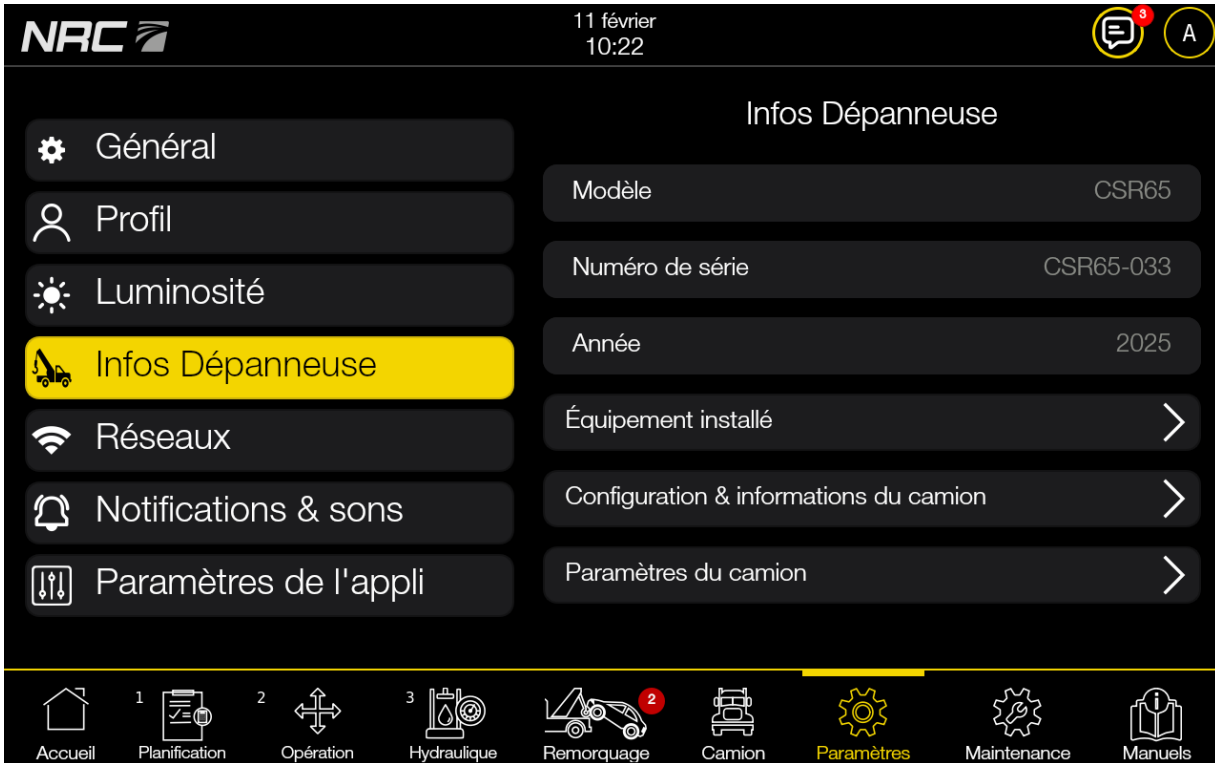 NRC
11 février
10:22
3
A
Général
Profil
Luminosité
Infos Dépanneuse
Réseaux
Notifications & sons
Paramètres de l'appli
Infos Dépanneuse
Modèle CSR65
Numéro de série CSR65-033
Année 2025
Équipement installé
Configuration & informations du camion
Paramètres du camion
Accueil
1 Planification
2 Opération
3 Hydraulique
2 Remorquage
Camion
Paramètres
Maintenance
Manuels